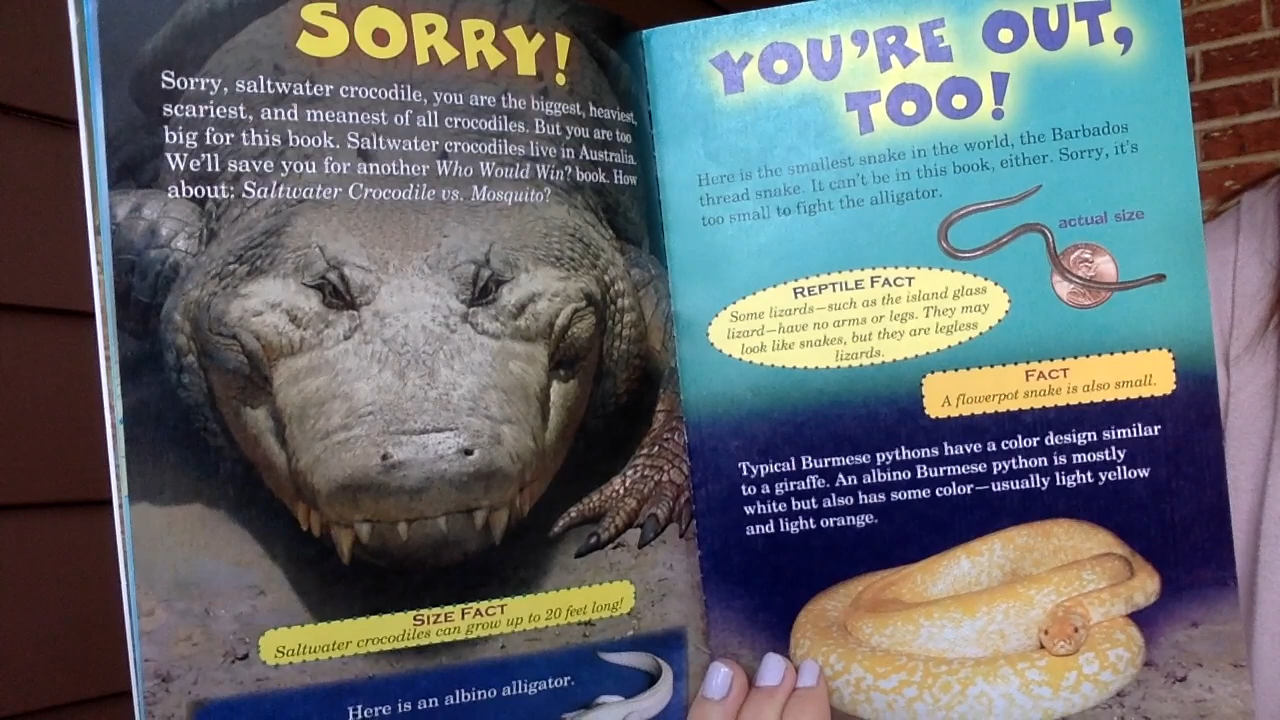 SORRY!
Sorry, saltwater crocodile, you are the biggest, heaviest,
scariest, and meanest of all crocodiles. But you are too
big for this book. Saltwater crocodiles live in Australia.
We'll save you for another Who Would Win? book. How
about: Saltwater Crocodile vs. Mosquito?
SIZE FACT
Saltwater crocodiles can grow up to 20 feet long!
Here is an albino alligator.
YOU'RE OUT,
TOO!
Here is the smallest snake in the world, the Barbados
thread snake. It can't be in this book, either. Sorry, it's
too small to fight the alligator.
actual size
REPTILE FACT
Some lizards—such as the island glass
lizard—have no arms or legs. They may
look like snakes, but they are legless
lizards.
FACT
A flowerpot snake is also small.
Typical Burmese pythons have a color design similar
to a giraffe. An albino Burmese python is mostly
white but also has some color—usually light yellow
and light orange.